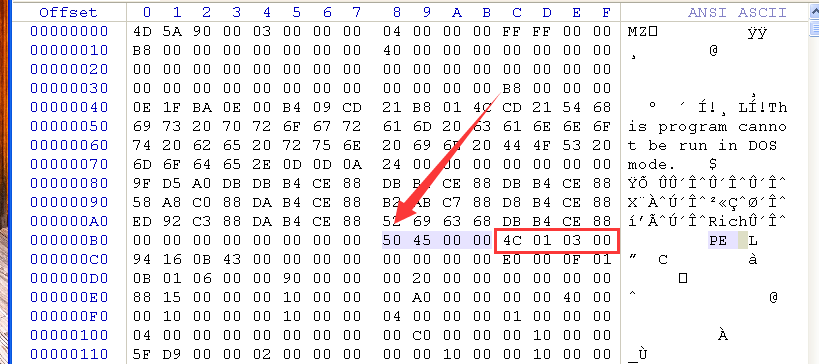 Offset 0 1 2 3 4 5 6 7 8 9 A B C D E F ANSI ASCII
00000000 4D 5A 90 00 03 00 00 00 04 00 00 00 FF FF 00 00 MZ□ ÿÿ
00000010 B8 00 00 00 00 00 00 00 40 00 00 00 00 00 00 00 ¸ @
00000020 00 00 00 00 00 00 00 00 00 00 00 00 00 00 00 00
00000030 00 00 00 00 00 00 00 00 00 00 00 00 B8 00 00 00 ¸
00000040 0E 1F BA 0E 00 B4 09 CD 21 B8 01 4C CD 21 54 68 º ´ Í!¸ LÍ!Th
00000050 69 73 20 70 72 6F 67 72 61 6D 20 63 61 6E 6E 6F is program canno
00000060 74 20 62 65 20 72 75 6E 20 69 6E 20 44 4F 53 20 t be run in DOS
00000070 6D 6F 64 65 2E 0D 0D 0A 24 00 00 00 00 00 00 00 mode. $
00000080 9F D5 A0 DB DB B4 CE 88 DB B4 CE 88 DB B4 CE 88 ŸÕ ÛÛ´ÎˆÛ´ÎˆÛ´Îˆ
00000090 58 A8 C0 88 DA B4 CE 88 B2 AB C7 88 D8 B4 CE 88 X¨ÀˆÚ´Îˆ²«ÇˆØ´Îˆ
000000A0 ED 92 C3 88 DA B4 CE 88 52 69 63 68 DB B4 CE 88 í’ÃˆÚ´ÎˆRichÛ´Îˆ
000000B0 00 00 00 00 00 00 00 00 50 45 00 00 4C 01 03 00 PE L
000000C0 94 16 0B 43 00 00 00 00 00 00 00 00 E0 00 0F 01 ” C à
000000D0 0B 01 06 00 00 90 00 00 00 20 00 00 00 00 00 00 □
000000E0 88 15 00 00 00 10 00 00 00 A0 00 00 00 00 40 00 ˆ @
000000F0 00 10 00 00 00 10 00 00 04 00 00 00 01 00 00 00
00000100 04 00 00 00 00 00 00 00 00 C0 00 00 00 10 00 00 À
00000110 5F D9 00 00 02 00 00 00 00 00 10 00 00 10 00 00 _Ù